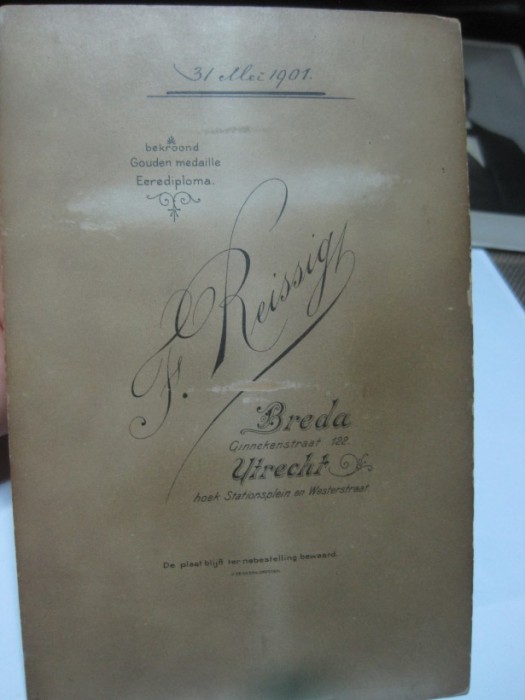 31 Mei 1901.
bekroond
Gouden medaille
Eerediploma.
F. Reissig
Breda
Ginnekenstraat 122.
Utrecht
hoek Stationsplein en Westerstraat.
De plaat blijft ter nabestelling bewaard.